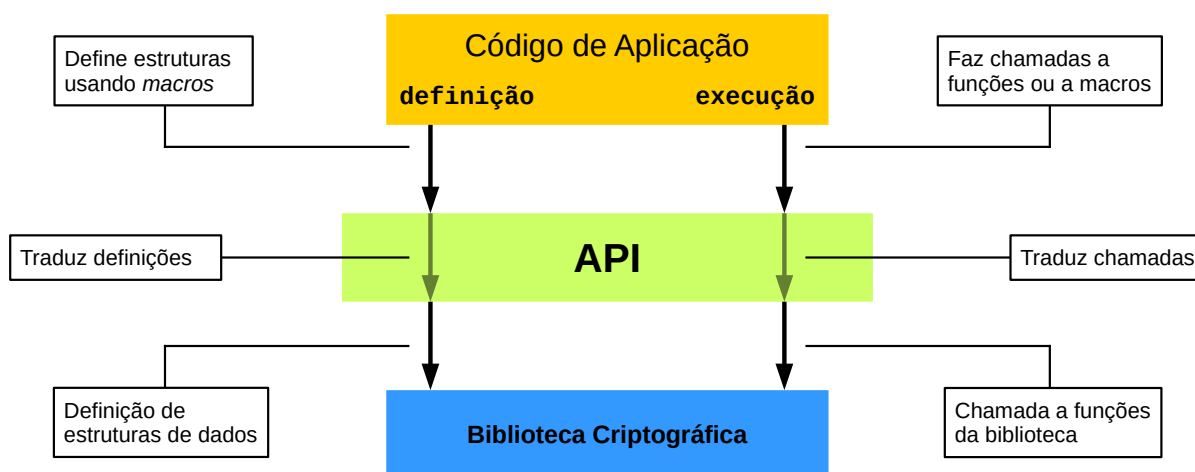 Define estruturas
usando macros
Código de Aplicação
definição
execução
Faz chamadas a
funções ou a macros
Traduz definições
API
Traduz chamadas
Definição de
estruturas de dados
Biblioteca Criptográfica
Chamada a funções
da biblioteca